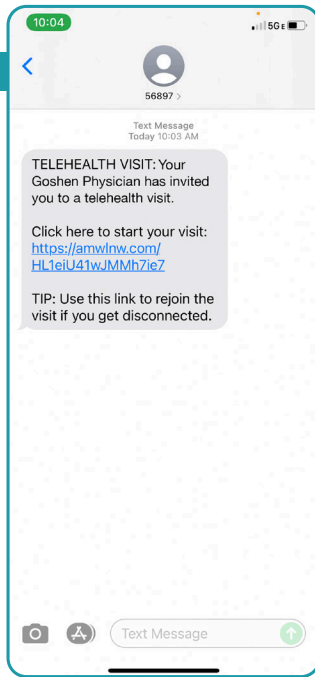 10:04
5G E
56897 >
Text Message
Today 10:03 AM
TELEHEALTH VISIT: Your
Goshen Physician has invited
you to a telehealth visit.
Click here to start your visit:
https://amwlnw.com/
HL1eiU41wJMMh7ie7
TIP: Use this link to rejoin the
visit if you get disconnected.
Text Message